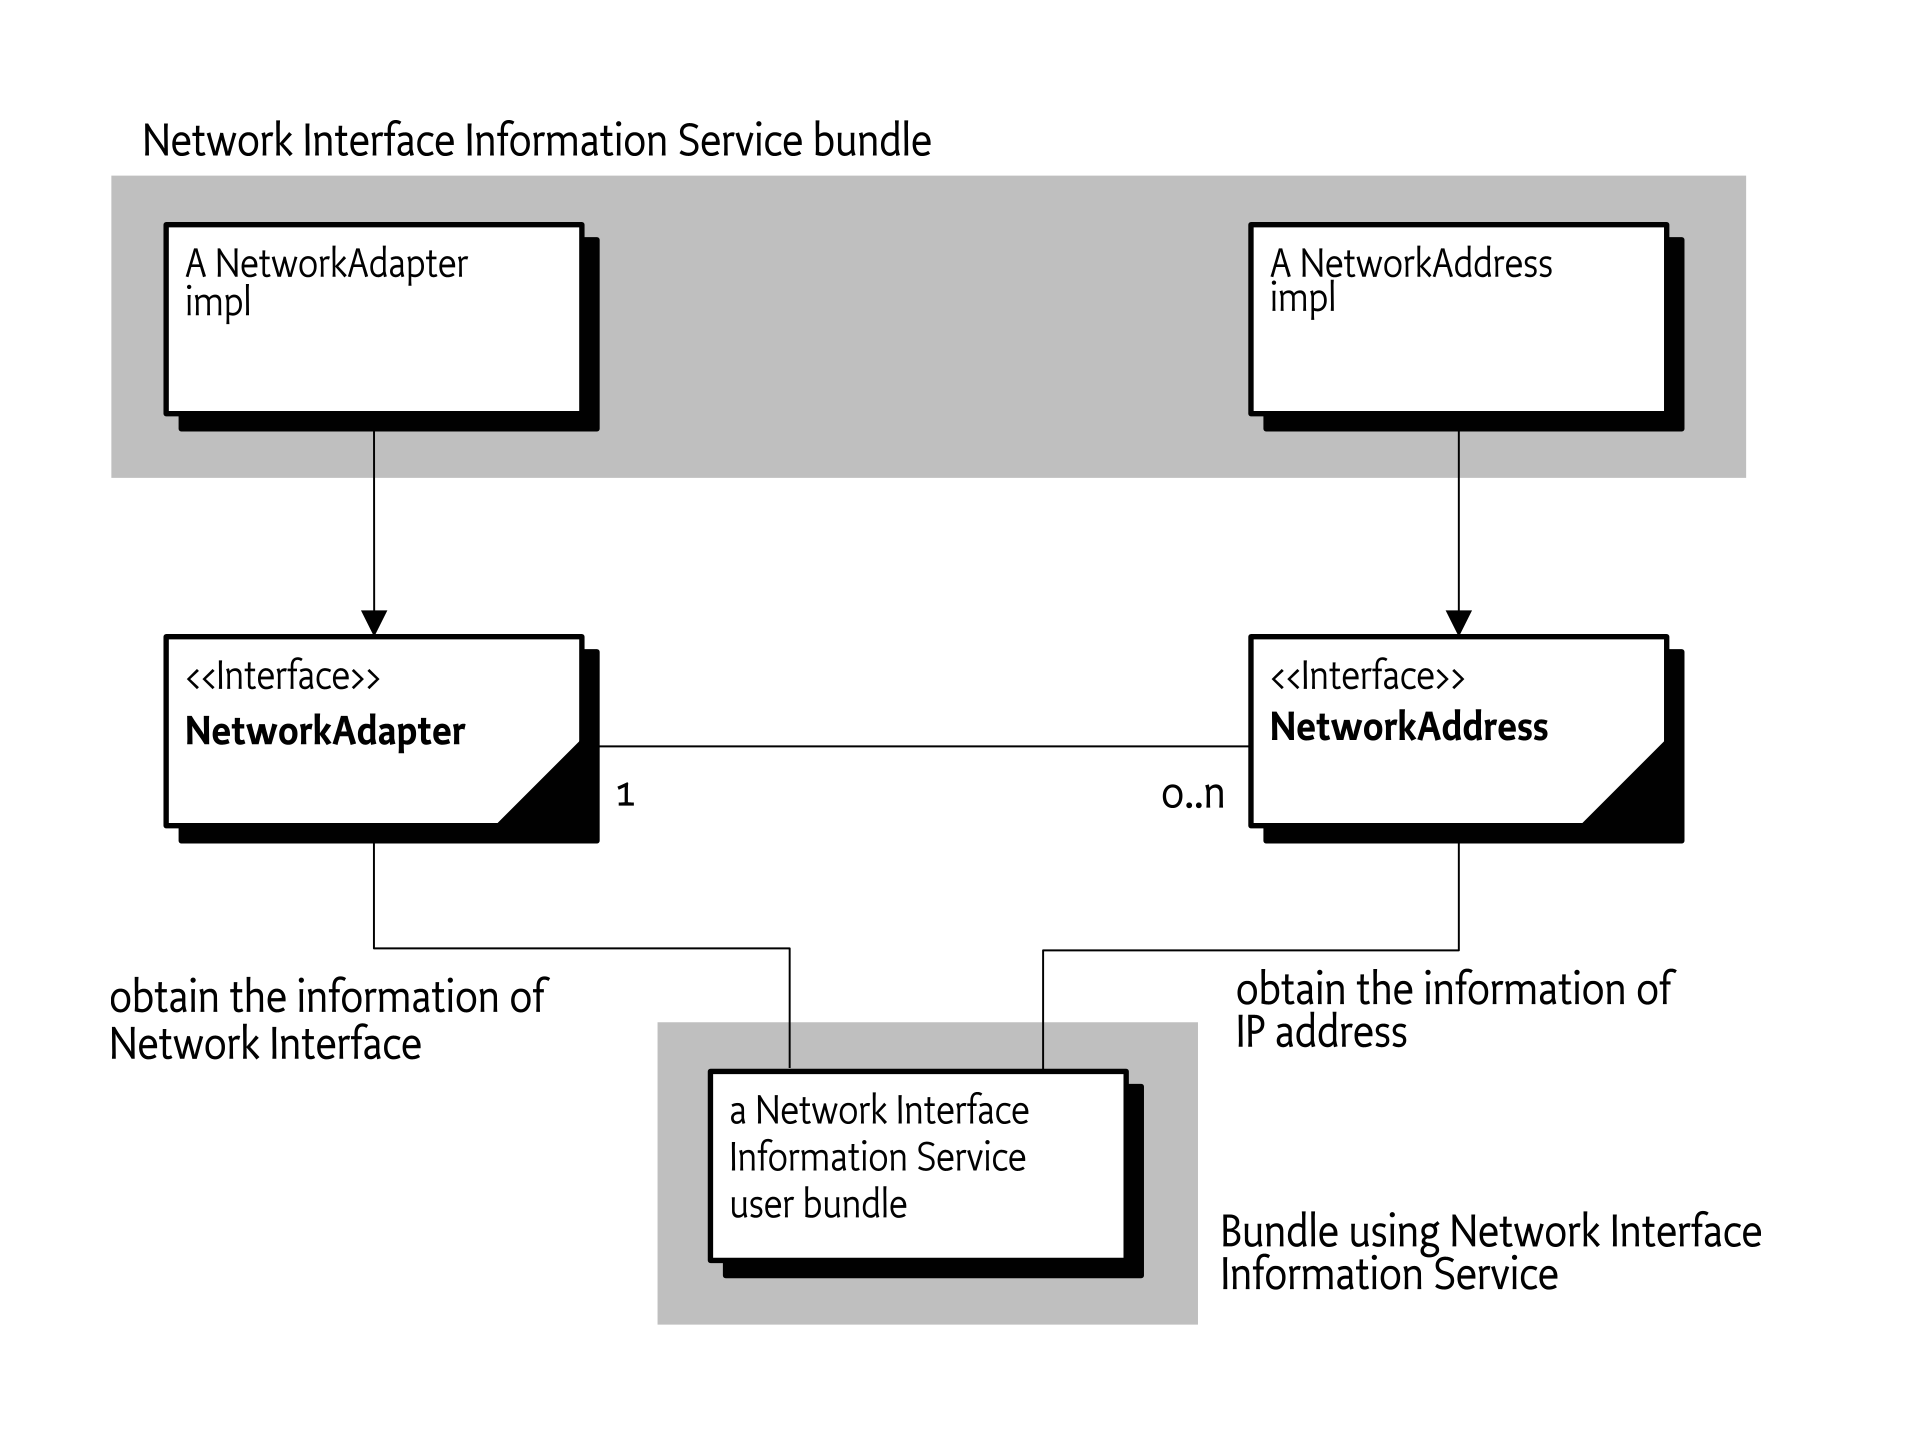 Network Interface Information Service bundle
A NetworkAdapter
impl
A NetworkAddress
impl
<<Interface>>
NetworkAdapter
<<Interface>>
NetworkAddress
1
0..n
obtain the information of
Network Interface
obtain the information of
IP address
a Network Interface
Information Service
user bundle
Bundle using Network Interface
Information Service